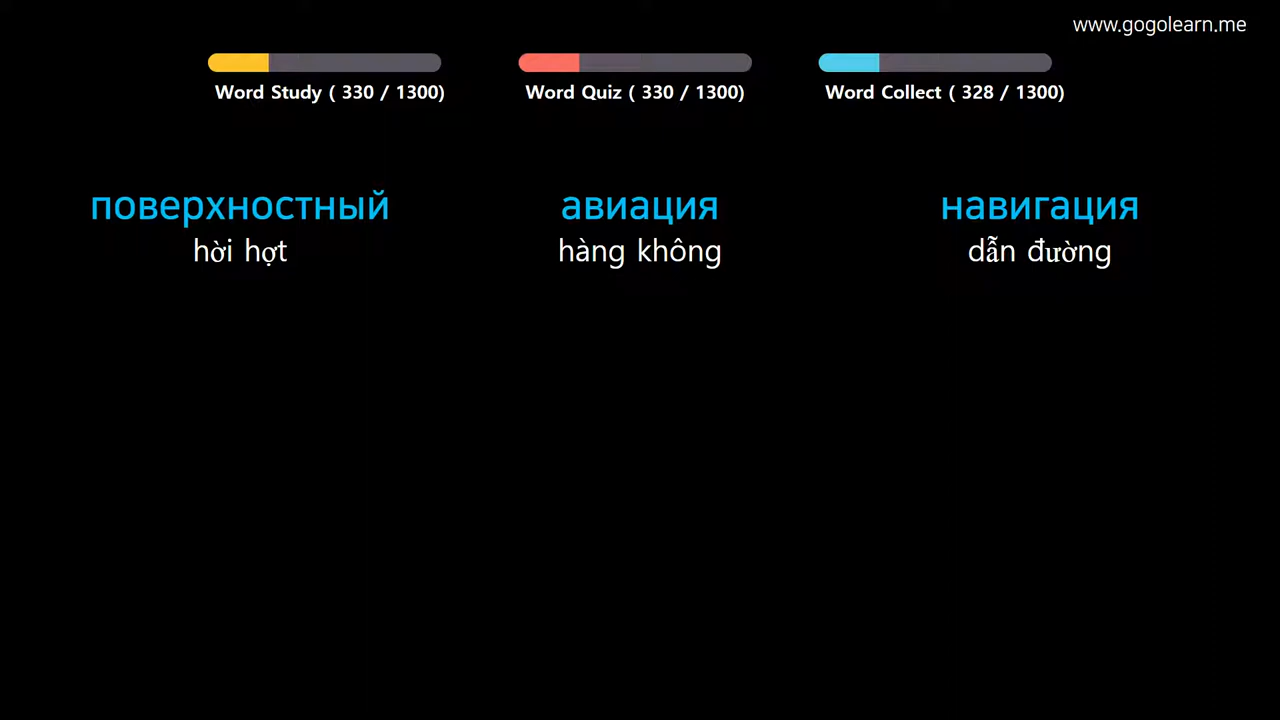 www.gogolearn.me
Word Study ( 330 / 1300)
Word Quiz ( 330 / 1300)
Word Collect ( 328 / 1300)
поверхностный
hời hợt
авиация
hàng không
навигация
dẫn đường